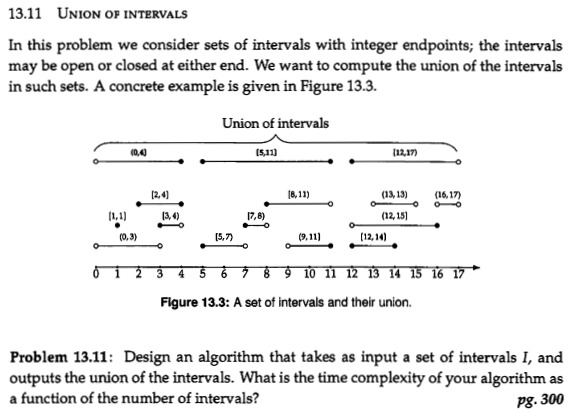 13.11 UNION OF INTERVALS
In this problem we consider sets of intervals with integer endpoints; the intervals
may be open or closed at either end. We want to compute the union of the intervals
in such sets. A concrete example is given in Figure 13.3.
Union of intervals
(0,4] [5,11] [12,17)
[2,4] [8,11) (13,13) (16,17)
[1,1] [3,4) [7,8) (12,15]
(0,3) [5,7) (9,11] [12,14]
0 1 2 3 4 5 6 7 8 9 10 11 12 13 14 15 16 17
Figure 13.3: A set of intervals and their union.
Problem 13.11: Design an algorithm that takes as input a set of intervals I, and
outputs the union of the intervals. What is the time complexity of your algorithm as
a function of the number of intervals? pg. 300